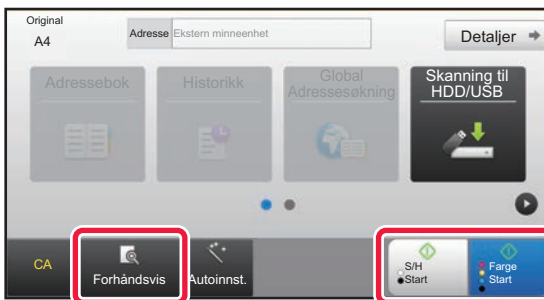 Original
A4
Adresse Ekstern minneenhet
Detaljer
Adressebok
Historikk
Global
Adressesøkning
Skanning til
HDD/USB
CA
Forhåndsvis
Autoinnst.
S/H
Start
Farge
Start